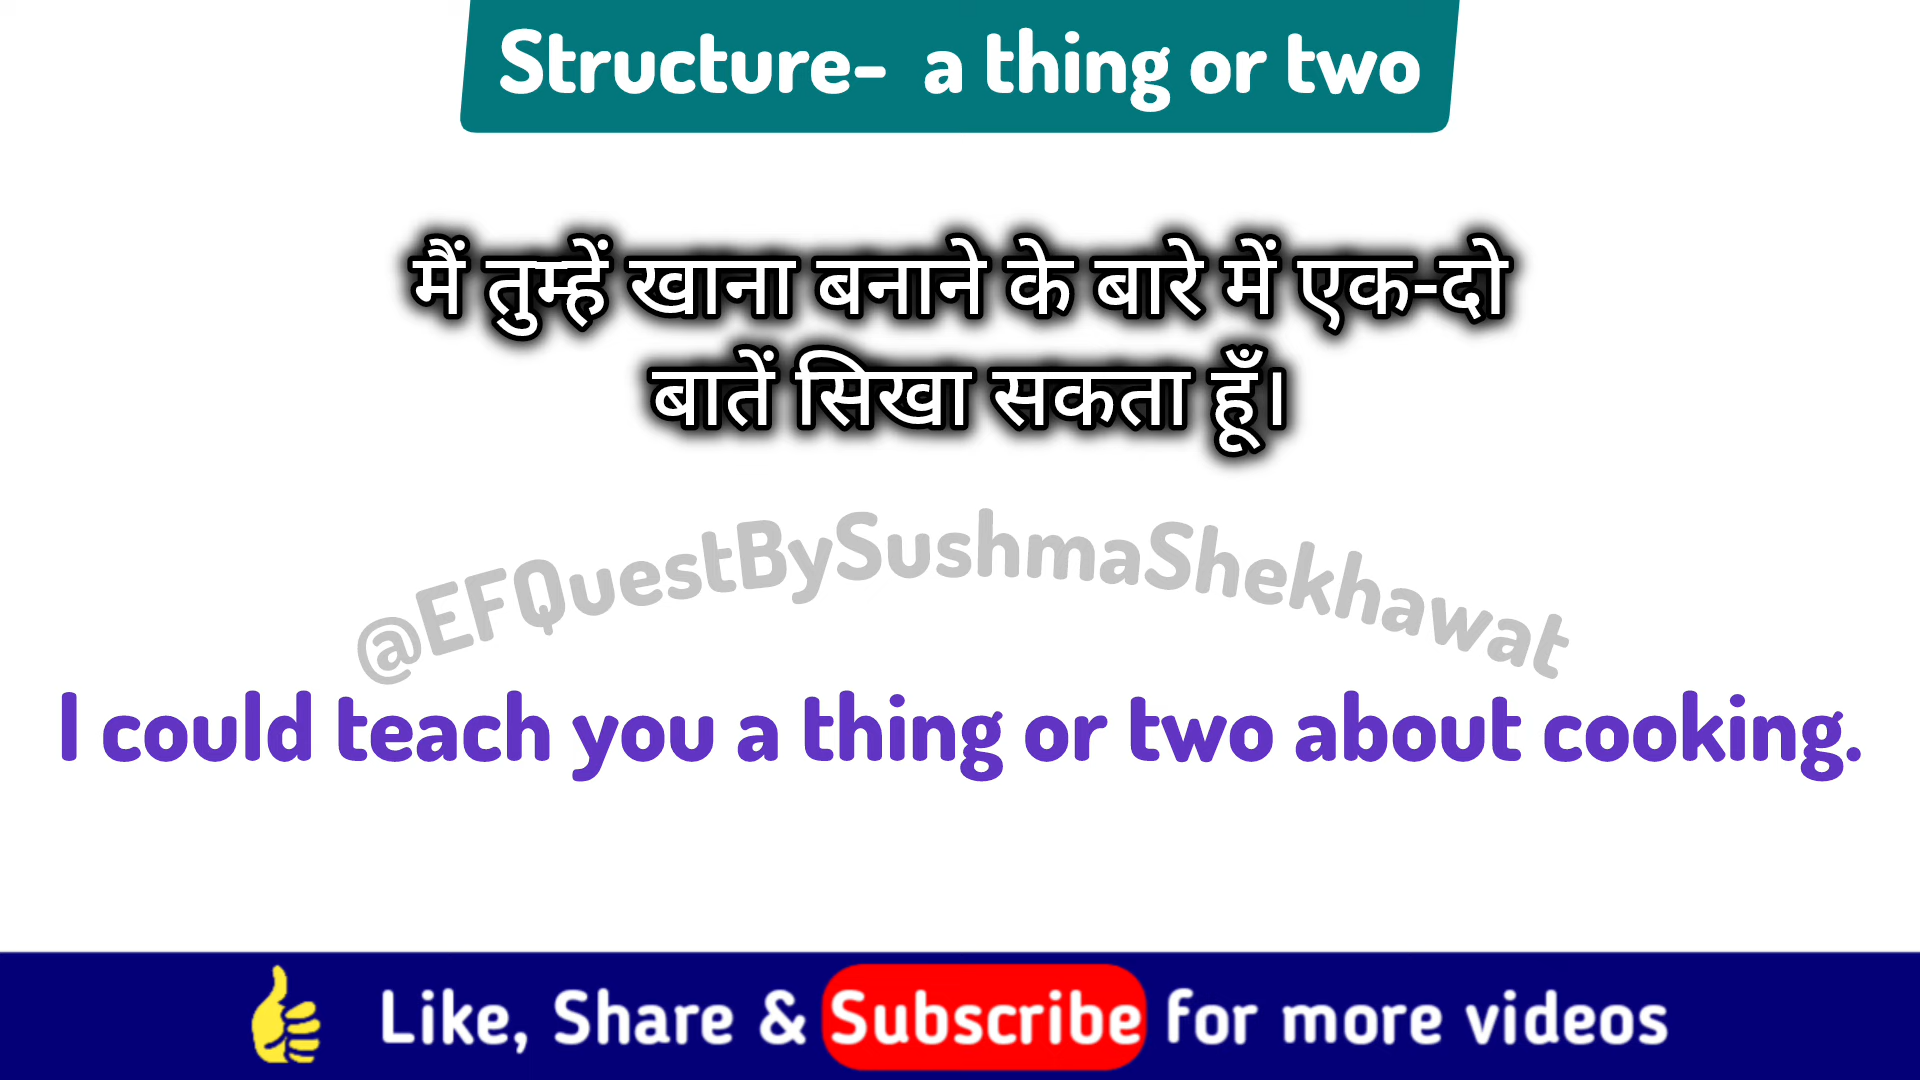 Structure- a thing or two
मैं तुम्हें खाना बनाने के बारे में एक-दो
बातें सिखा सकता हूँ।
@EFQuestBySushmaShekhawat
I could teach you a thing or two about cooking.
Like, Share & Subscribe for more videos